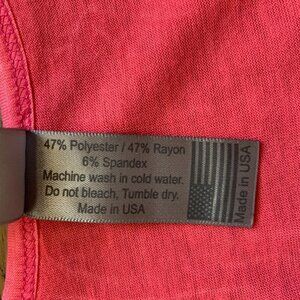 47% Polyester / 47% Rayon
6% Spandex
Machine wash in cold water.
Do not bleach, Tumble dry.
Made in USA
Made in USA